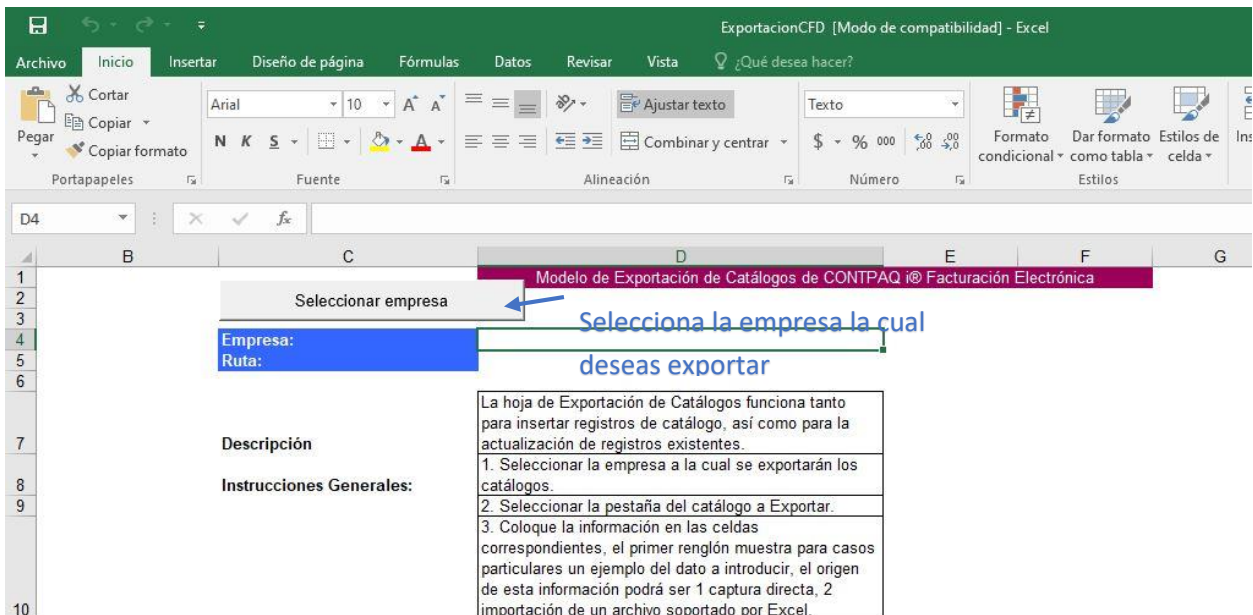 ExportacionCFD [Modo de compatibilidad] - Excel
Archivo Inicio Insertar Diseño de página Fórmulas Datos Revisar Vista ¿Qué desea hacer?
Pegar
Cortar
Copiar
Copiar formato
Portapapeles
Arial 10 A A
N K S A
Fuente
Ajustar texto
Combinar y centrar
Alineación
Texto
$ % 000 ,00
Número
Formato condicional
Dar formato como tabla
Estilos de celda
Estilos
Ins
D4 fx
B C D E F G
1 Modelo de Exportación de Catálogos de CONTPAQ i® Facturación Electrónica
2 Seleccionar empresa
3 Selecciona la empresa la cual
4 Empresa:
5 Ruta: deseas exportar
6
La hoja de Exportación de Catálogos funciona tanto
para insertar registros de catálogo, así como para la
7 Descripción actualización de registros existentes.
1. Seleccionar la empresa a la cual se exportarán los
8 Instrucciones Generales: catálogos.
9 2. Seleccionar la pestaña del catálogo a Exportar.
3. Coloque la información en las celdas
correspondientes, el primer renglón muestra para casos
particulares un ejemplo del dato a introducir, el origen
de esta información podrá ser 1 captura directa, 2
10 importación de un archivo soportado por Excel.